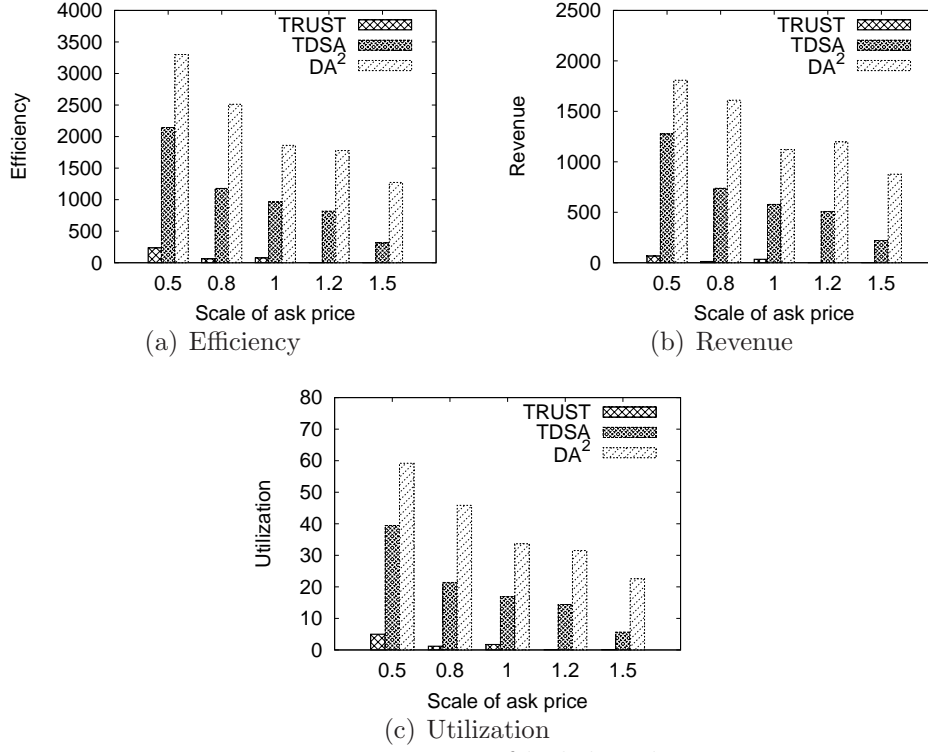 4000
3500
3000
2500
2000
1500
1000
500
0
Efficiency
TRUST
TDSA
DA²
0.5 0.8 1 1.2 1.5
Scale of ask price
(a) Efficiency
2500
2000
1500
1000
500
0
Revenue
TRUST
TDSA
DA²
0.5 0.8 1 1.2 1.5
Scale of ask price
(b) Revenue
80
70
60
50
40
30
20
10
0
Utilization
TRUST
TDSA
DA²
0.5 0.8 1 1.2 1.5
Scale of ask price
(c) Utilization